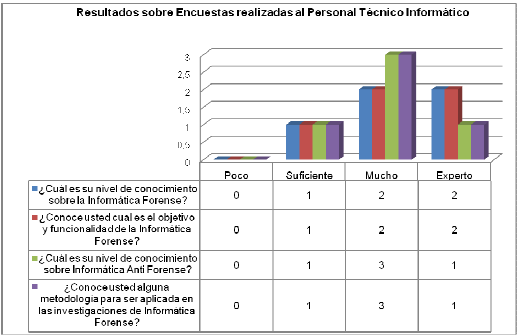 Resultados sobre Encuestas realizadas al Personal Técnico Informático
3
2,5
2
1,5
1
0,5
0
Poco Suficiente Mucho Experto
¿Cuál es su nivel de conocimiento
sobre la Informática Forense? 0 1 2 2
¿Conoce usted cual es el objetivo
y funcionalidad de la Informática
Forense? 0 1 2 2
¿Cuál es su nivel de conocimiento
sobre Informática Anti Forense? 0 1 3 1
¿Conoce usted alguna
metodología para ser aplicada en
las investigaciones de Informática
Forense? 0 1 3 1